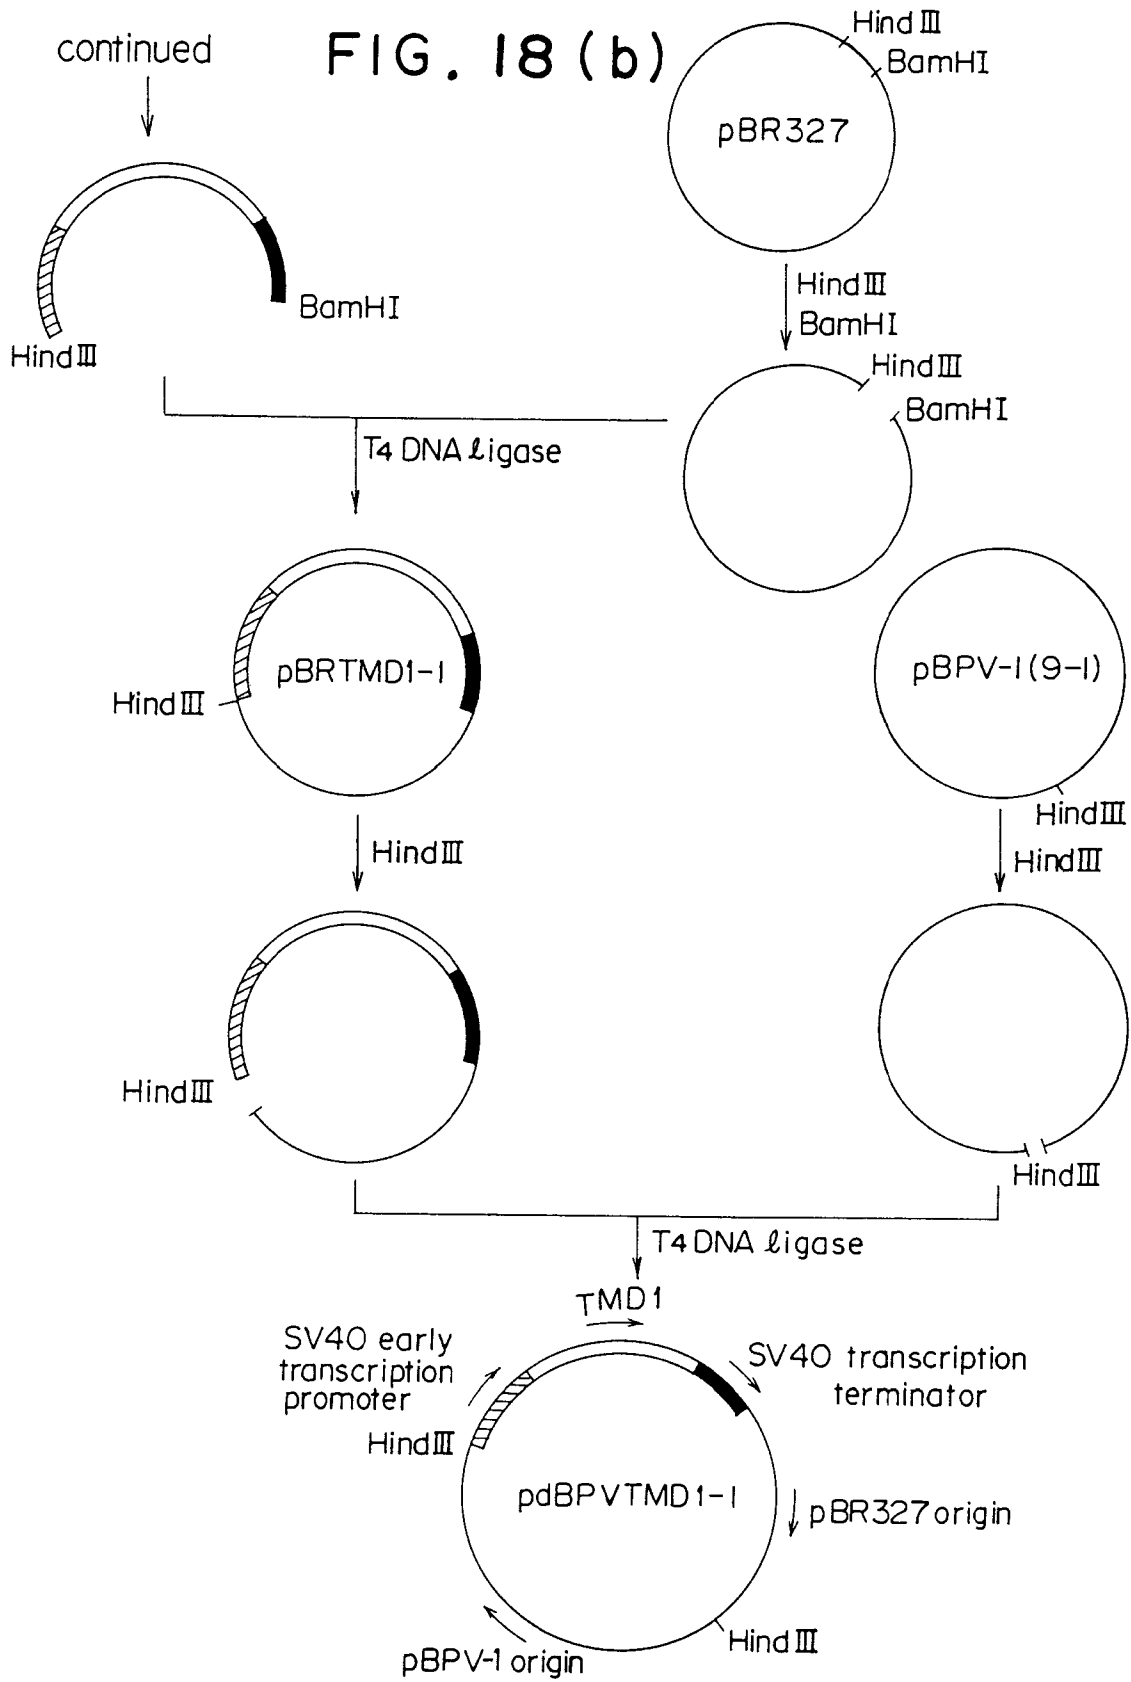 continued
FIG. 18 (b)
Hind III
BamHI
pBR327
BamHI
Hind III
Hind III
BamHI
Hind III
BamHI
T4 DNA ligase
pBRTMD1-1
Hind III
pBPV-1(9-1)
Hind III
Hind III
Hind III
Hind III
Hind III
T4 DNA ligase
TMD1
SV40 early
transcription
promoter
SV40 transcription
terminator
Hind III
pdBPVTMD1-1
pBR327 origin
Hind III
pBPV-1 origin